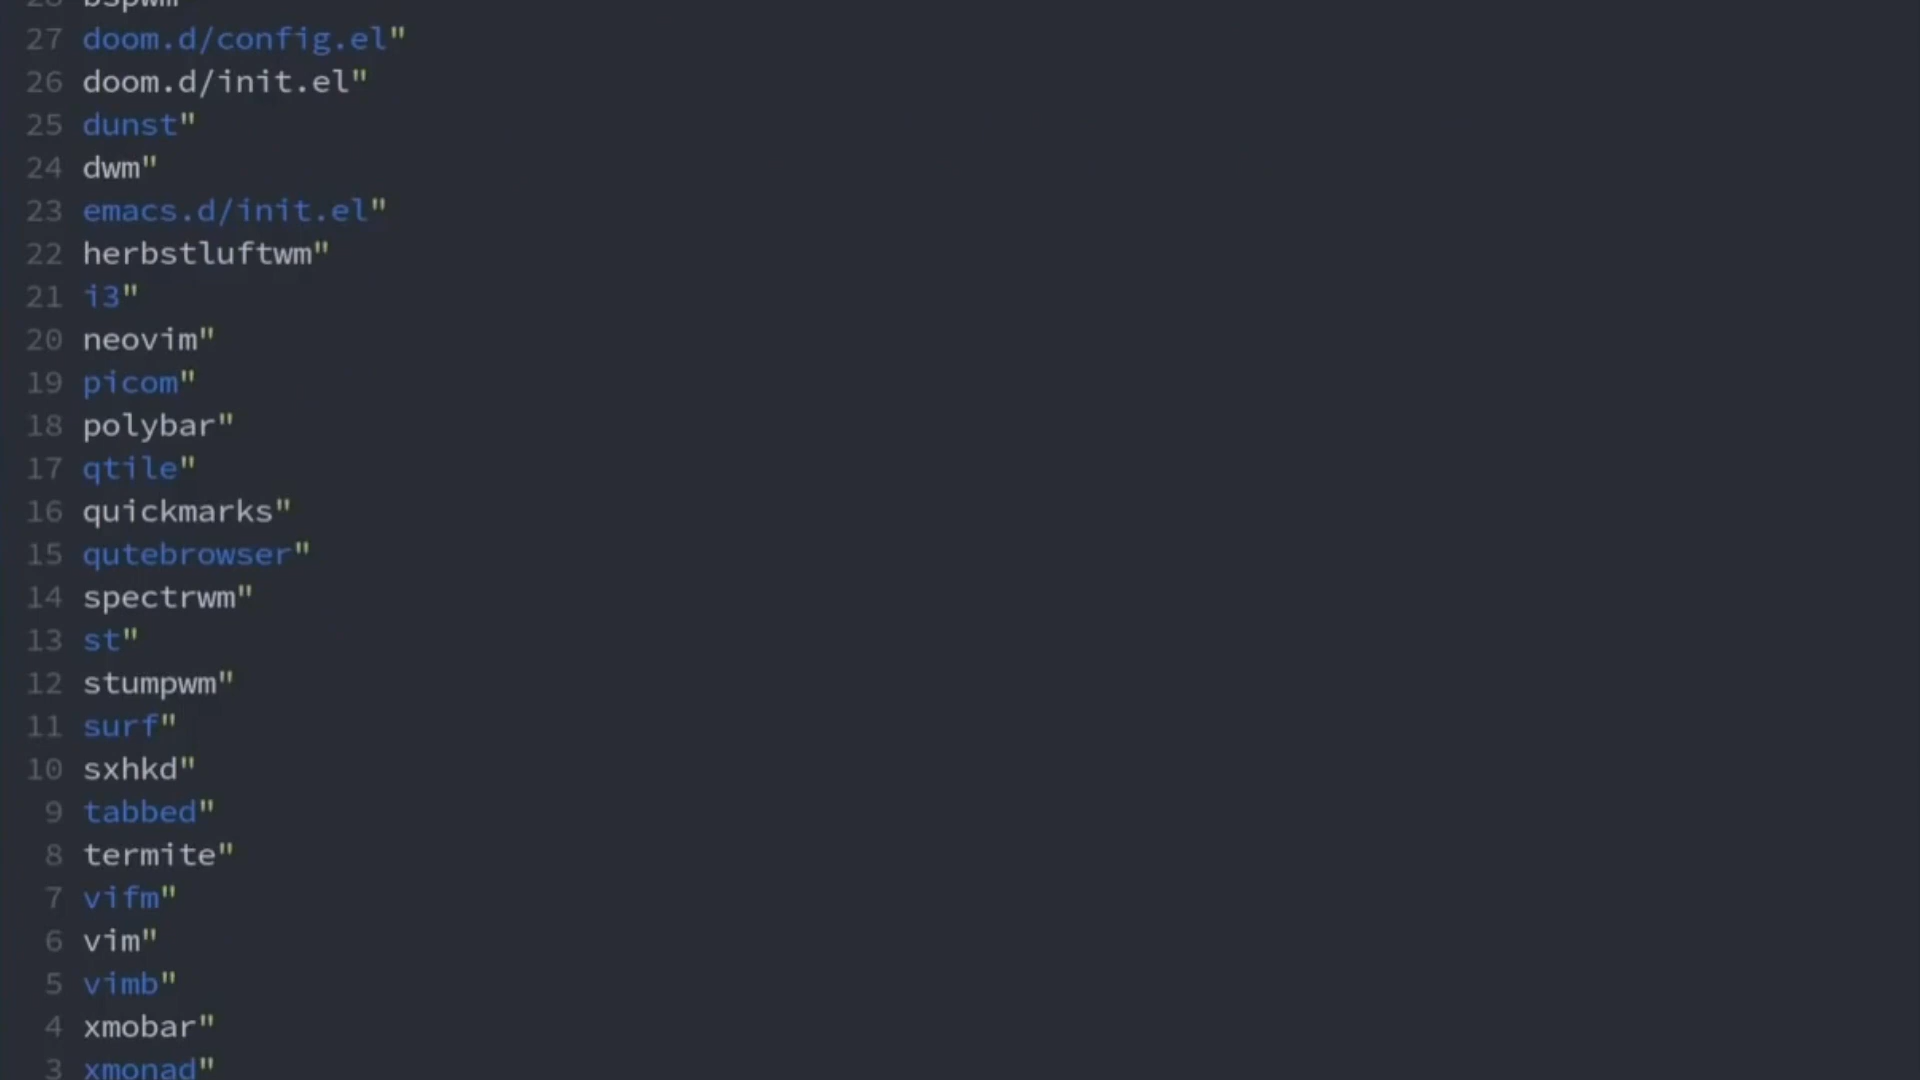 28 bspwm"
27 doom.d/config.el"
26 doom.d/init.el"
25 dunst"
24 dwm"
23 emacs.d/init.el"
22 herbstluftwm"
21 i3"
20 neovim"
19 picom"
18 polybar"
17 qtile"
16 quickmarks"
15 qutebrowser"
14 spectrwm"
13 st"
12 stumpwm"
11 surf"
10 sxhkd"
9 tabbed"
8 termite"
7 vifm"
6 vim"
5 vimb"
4 xmobar"
3 xmonad"